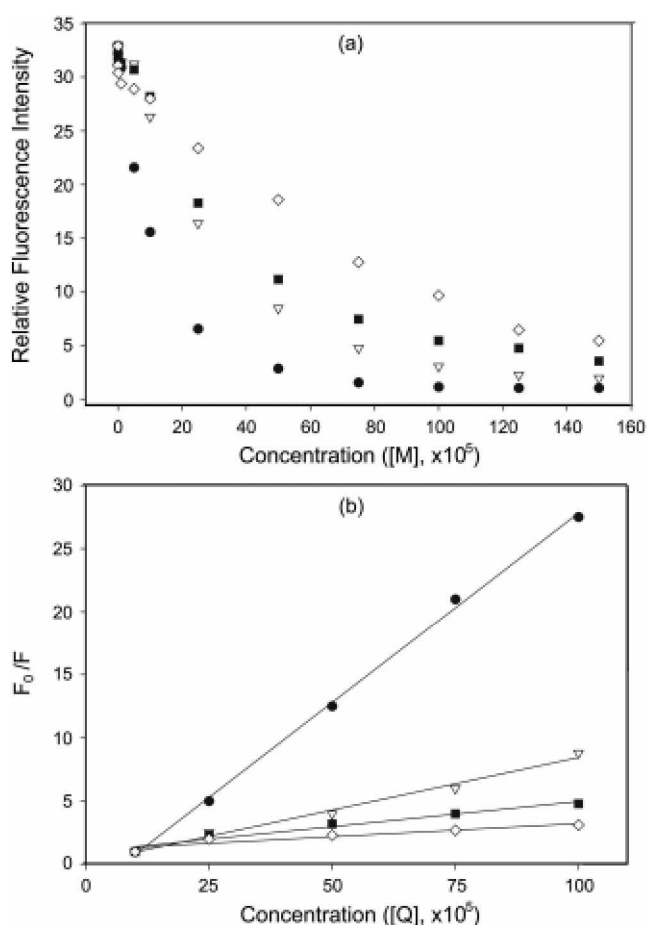 (a)
Relative Fluorescence Intensity
35
30
25
20
15
10
5
0
0 20 40 60 80 100 120 140 160
Concentration ([M], x10⁵)
(b)
F₀/F
30
25
20
15
10
5
0
0 25 50 75 100
Concentration ([Q], x10⁵)